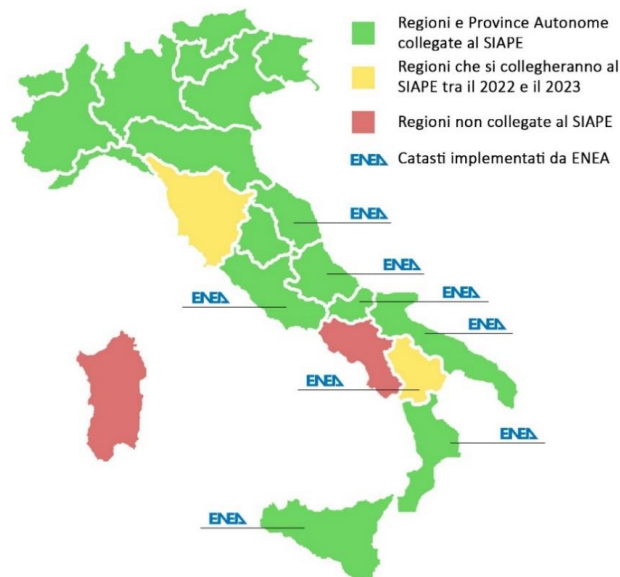 Regioni e Province Autonome
collegate al SIAPE
Regioni che si collegheranno al
SIAPE tra il 2022 e il 2023
Regioni non collegate al SIAPE
ENEA Catasti implementati da ENEA
ENEA
ENEA
ENEA
ENEA
ENEA
ENEA
ENEA
ENEA